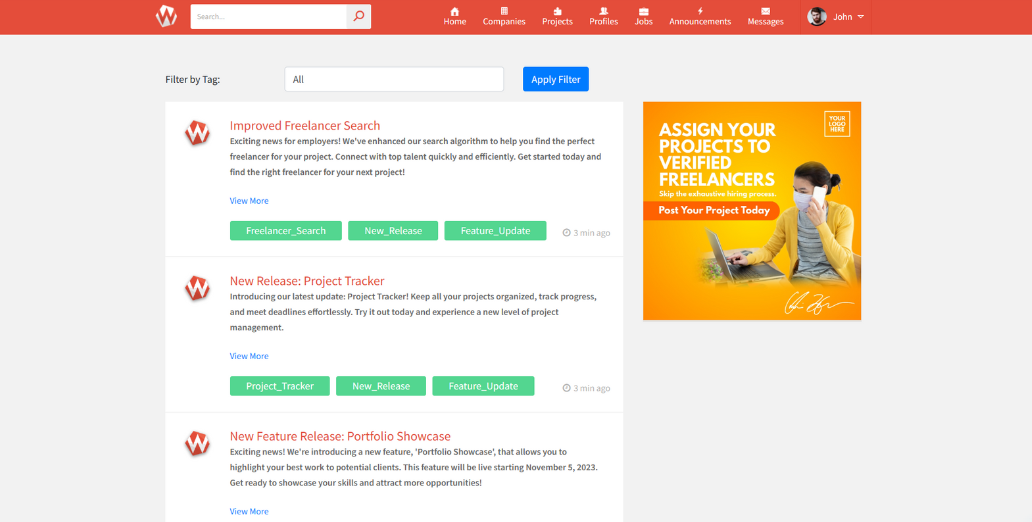 Search...
Home
Companies
Projects
Profiles
Jobs
Announcements
Messages
John
Filter by Tag:
All
Apply Filter
Improved Freelancer Search
Exciting news for employers! We've enhanced our search algorithm to help you find the perfect
freelancer for your project. Connect with top talent quickly and efficiently. Get started today and
find the right freelancer for your next project!
View More
Freelancer_Search
New_Release
Feature_Update
3 min ago
New Release: Project Tracker
Introducing our latest update: Project Tracker! Keep all your projects organized, track progress,
and meet deadlines effortlessly. Try it out today and experience a new level of project
management.
View More
Project_Tracker
New_Release
Feature_Update
3 min ago
New Feature Release: Portfolio Showcase
Exciting news! We're introducing a new feature, 'Portfolio Showcase', that allows you to
highlight your best work to potential clients. This feature will be live starting November 5, 2023.
Get ready to showcase your skills and attract more opportunities!
View More
YOUR
LOGO
HERE
ASSIGN YOUR
PROJECTS TO
VERIFIED
FREELANCERS
Skip the exhaustive hiring process.
Post Your Project Today